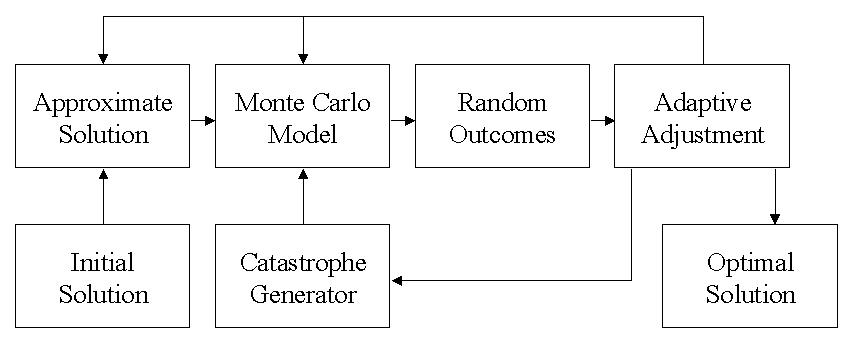 Approximate
Solution
Monte Carlo
Model
Random
Outcomes
Adaptive
Adjustment
Initial
Solution
Catastrophe
Generator
Optimal
Solution